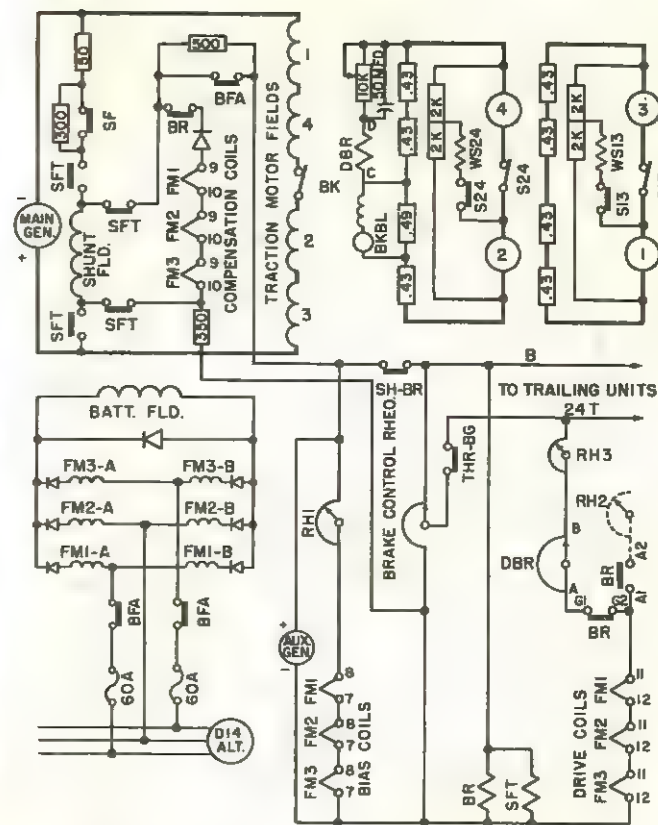 50
300
SF
SFT
SFT
MAIN
GEN.
-
+
SHUNT
FLD.
SFT
SFT
500
BFA
BR
FM1
9
10
FM2
9
10
FM3
9
10
COMPENSATION COILS
350
TRACTION MOTOR FIELDS
1
4
BK
2
3
10K
50 MFD
D
DBR
C
BKBL
.43
.43
.49
.43
2K
2K
WS24
S24
S24
4
2
.43
.43
.43
.43
2K
2K
WS13
S13
3
1
B
TO TRAILING UNITS
24T
SH-BR
BATT. FLD.
FM3-A
FM3-B
FM2-A
FM2-B
FM1-A
FM1-B
BFA
BFA
60A
60A
D14
ALT.
RH1
AUX.
GEN.
+
-
FM1
8
7
FM2
8
7
FM3
8
7
BIAS COILS
BRAKE CONTROL RHEO.
THR-BG
RH3
RH2
B
DBR
A
G1
G2
BR
BR
A2
A1
BR
SFT
FM1
11
12
FM2
11
12
FM3
11
12
DRIVE COILS